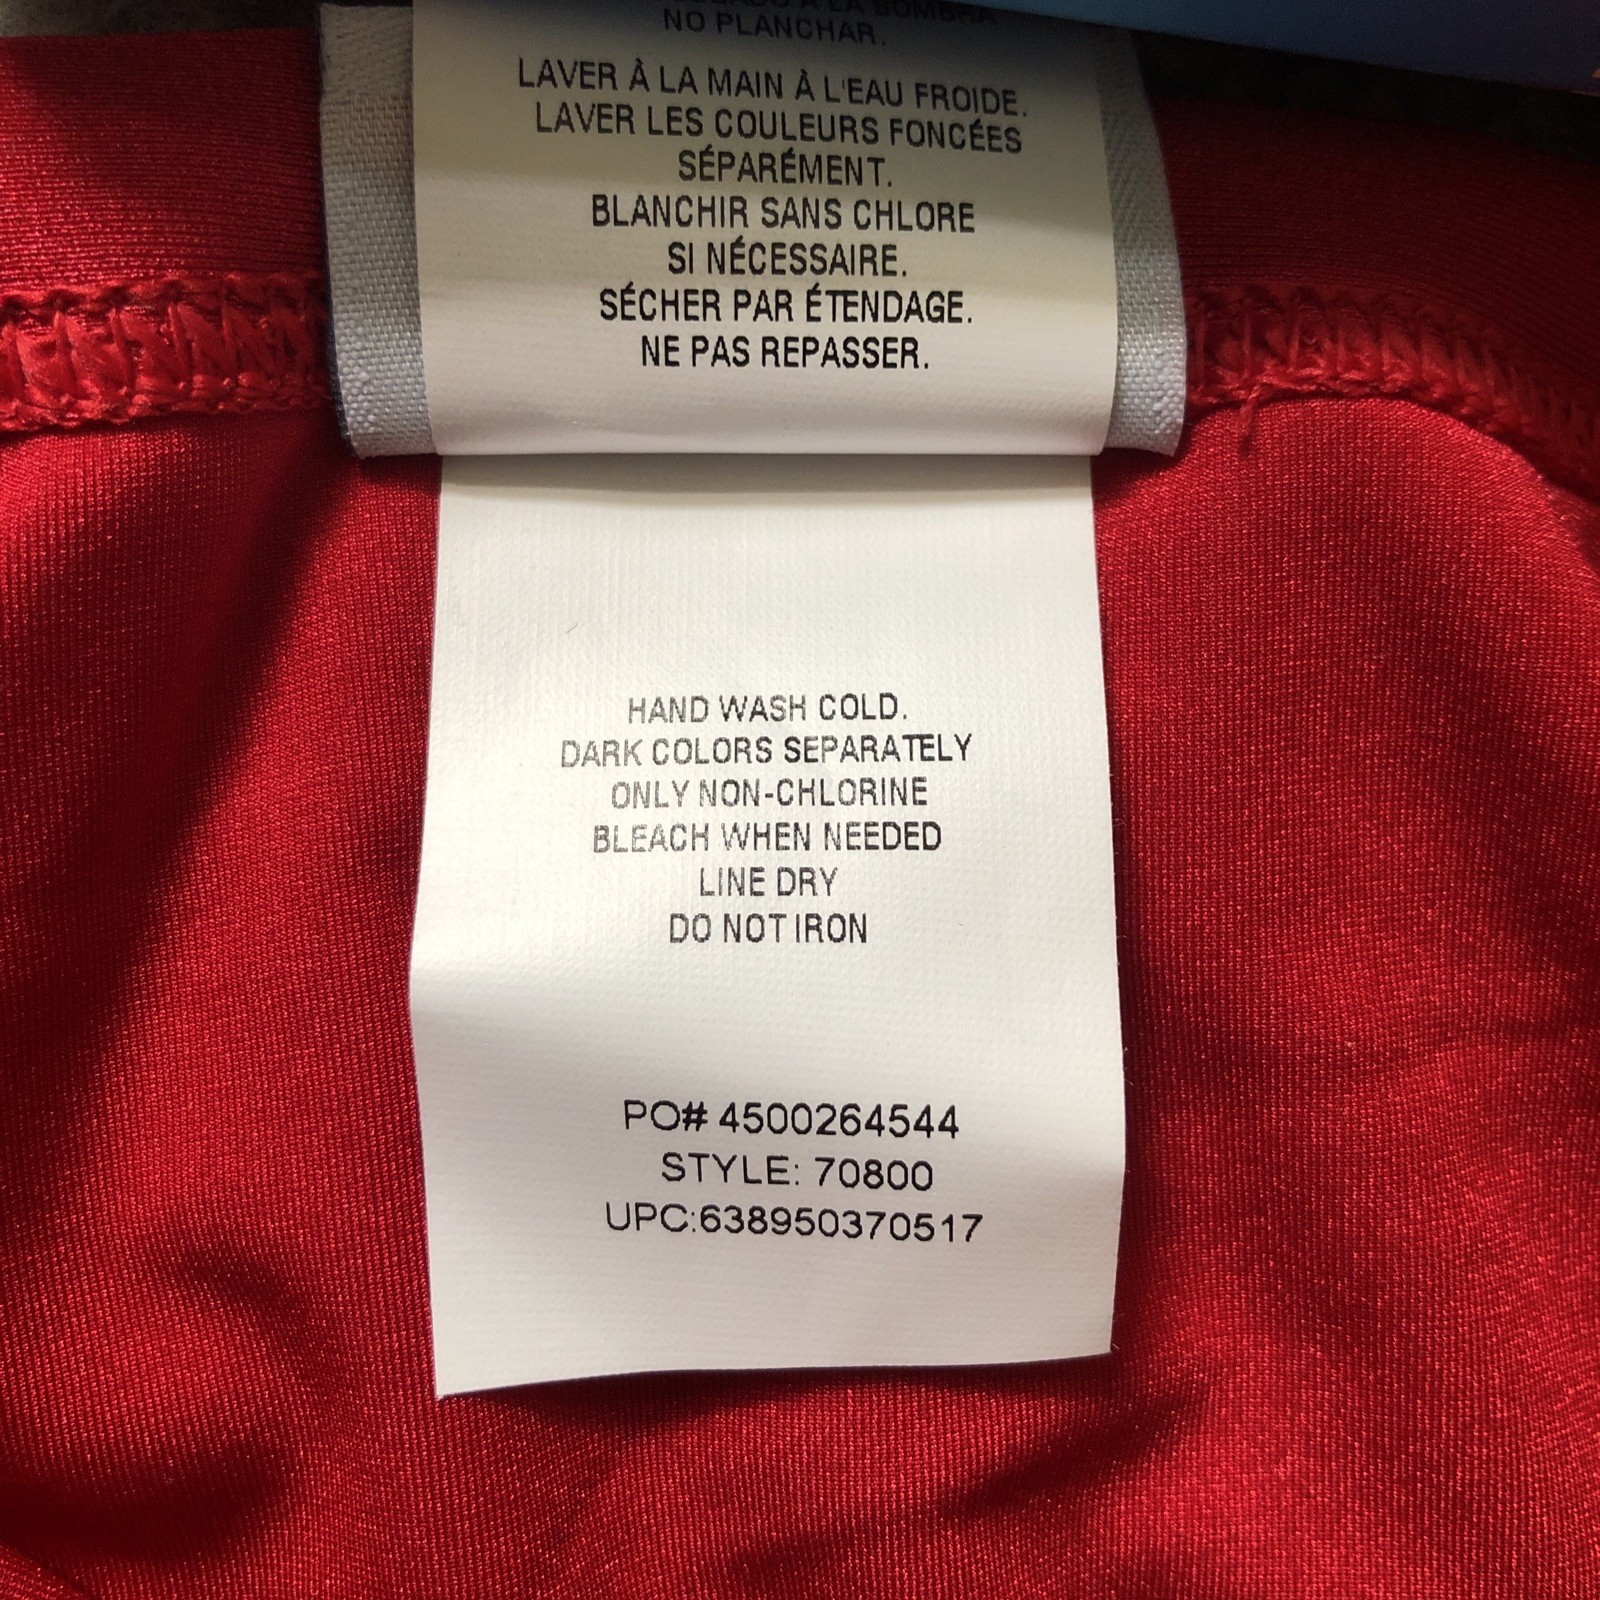 A LA SOMBRA
NO PLANCHAR.
LAVER À LA MAIN À L'EAU FROIDE.
LAVER LES COULEURS FONCÉES
SÉPARÉMENT.
BLANCHIR SANS CHLORE
SI NÉCESSAIRE.
SÉCHER PAR ÉTENDAGE.
NE PAS REPASSER.
HAND WASH COLD.
DARK COLORS SEPARATELY
ONLY NON-CHLORINE
BLEACH WHEN NEEDED
LINE DRY
DO NOT IRON
PO# 4500264544
STYLE: 70800
UPC:638950370517